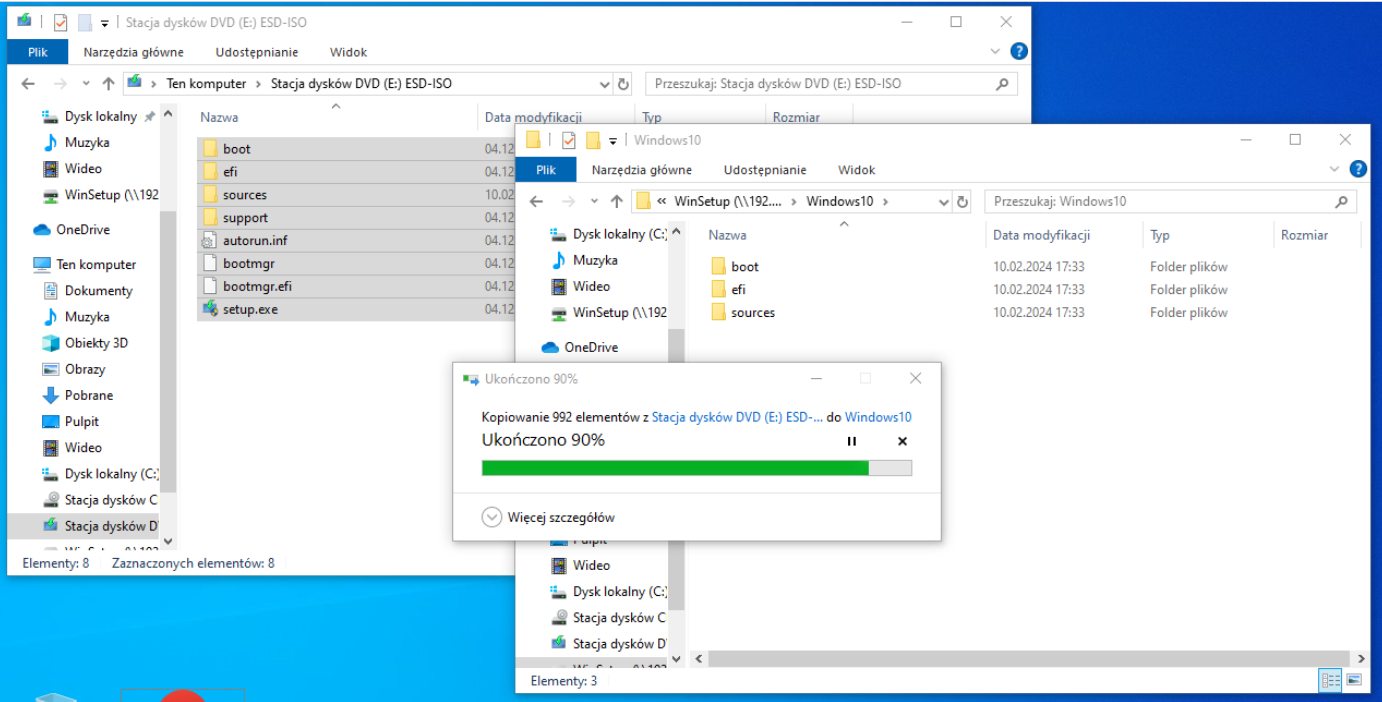 Stacja dysków DVD (E:) ESD-ISO
Plik Narzędzia główne Udostępnianie Widok
Ten komputer > Stacja dysków DVD (E:) ESD-ISO
Przeszukaj: Stacja dysków DVD (E:) ESD-ISO
Dysk lokalny
Muzyka
Wideo
WinSetup (\\192
OneDrive
Ten komputer
Dokumenty
Muzyka
Obiekty 3D
Obrazy
Pobrane
Pulpit
Wideo
Dysk lokalny (C:)
Stacja dysków C
Stacja dysków D
Nazwa Data modyfikacji Typ Rozmiar
boot 04.12
efi 04.12
sources 10.02
support 04.12
autorun.inf 04.12
bootmgr 04.12
bootmgr.efi 04.12
setup.exe 04.12
Elementy: 8 Zaznaczonych elementów: 8
Windows10
Plik Narzędzia główne Udostępnianie Widok
« WinSetup (\\192.... > Windows10 >
Przeszukaj: Windows10
Dysk lokalny (C:)
Muzyka
Wideo
WinSetup (\\192
OneDrive
Nazwa Data modyfikacji Typ Rozmiar
boot 10.02.2024 17:33 Folder plików
efi 10.02.2024 17:33 Folder plików
sources 10.02.2024 17:33 Folder plików
Ukończono 90%
Kopiowanie 992 elementów z Stacja dysków DVD (E:) ESD-... do Windows10
Ukończono 90%
Więcej szczegółów
Pulpit
Wideo
Dysk lokalny (C:)
Stacja dysków C
Stacja dysków D
Elementy: 3